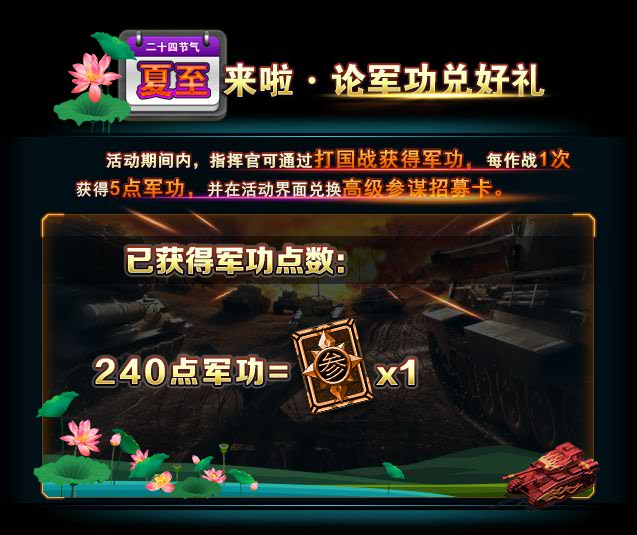 二十四节气
夏至 来啦·论军功兑好礼
活动期间内，指挥官可通过打国战获得军功，每作战1次
获得5点军功，并在活动界面兑换高级参谋招募卡。
已获得军功点数：
240点军功= 参 x1